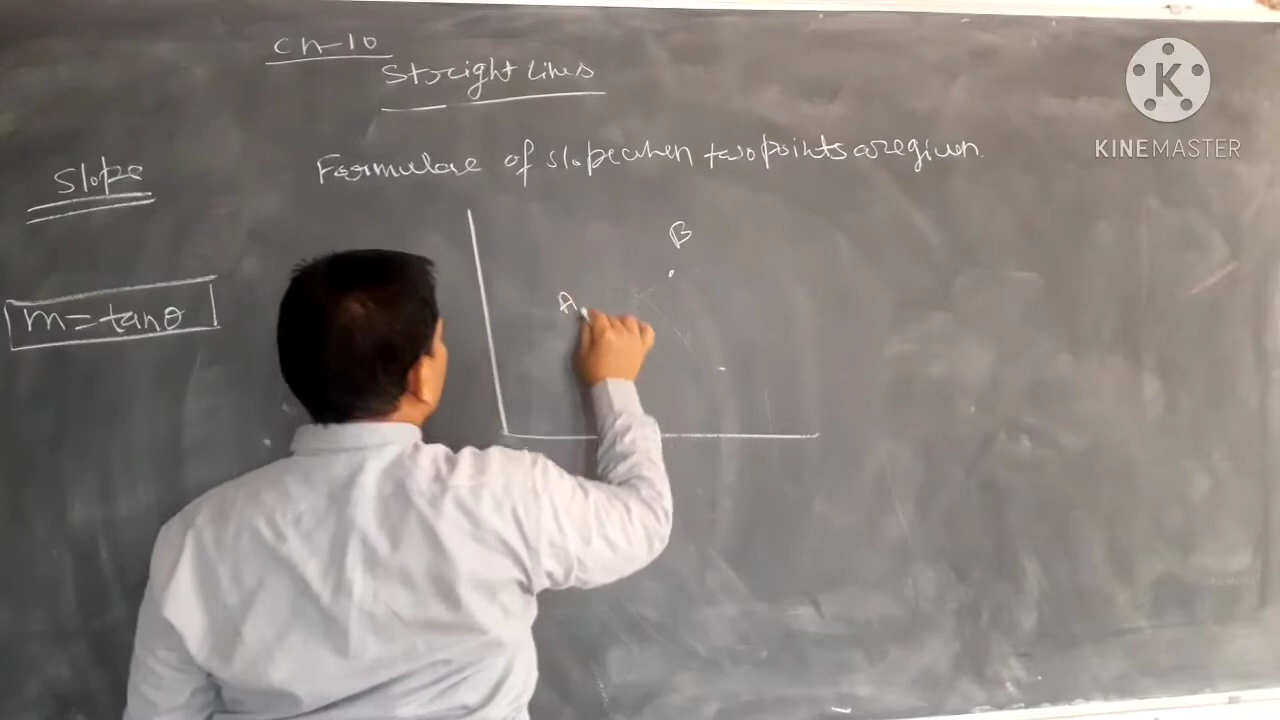 Ch-10
Straight Lines
Slope
Formulae of slope when two points are given.
B
A
m=tanθ
K
KINEMASTER